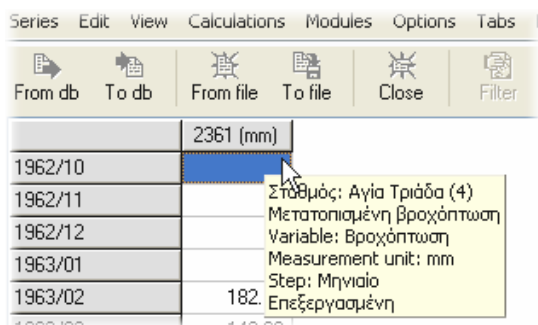 Series Edit View Calculations Modules Options Tabs
From db To db From file To file Close Filter
2361 (mm)
1962/10
1962/11
1962/12
1963/01
1963/02 182.
Σταθμός: Αγία Τριάδα (4)
Μετατοπισμένη βροχόπτωση
Variable: Βροχόπτωση
Measurement unit: mm
Step: Μηνιαίο
Επεξεργασμένη